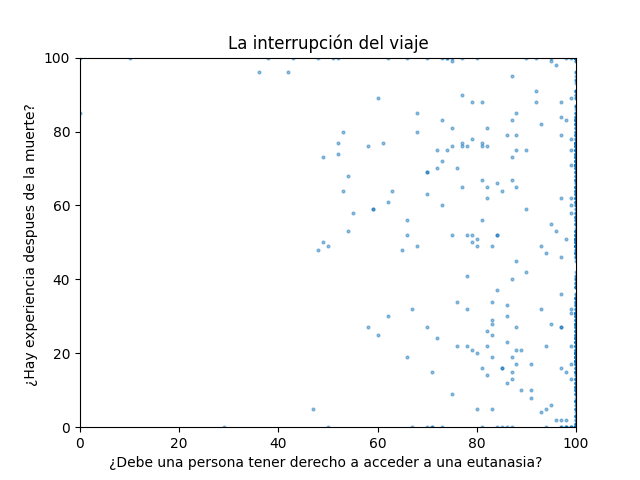 La interrupción del viaje
100
80
60
40
20
0
¿Hay experiencia despues de la muerte?
0 20 40 60 80 100
¿Debe una persona tener derecho a acceder a una eutanasia?